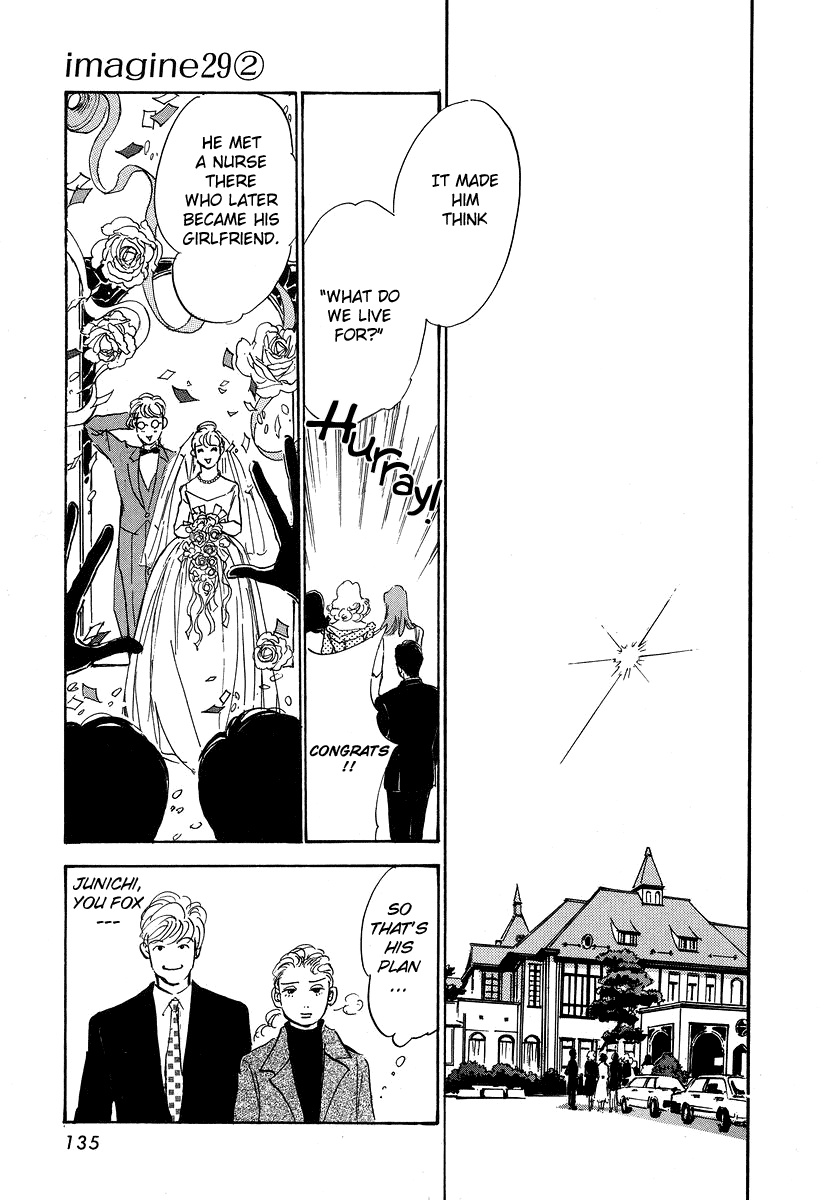 imagine29②
IT MADE
HIM
THINK
"WHAT DO
WE LIVE
FOR?"
Hurray!
CONGRATS
!!
HE MET
A NURSE
THERE
WHO LATER
BECAME HIS
GIRLFRIEND.
SO
THAT'S
HIS
PLAN
...
JUNICHI,
YOU FOX
---
135